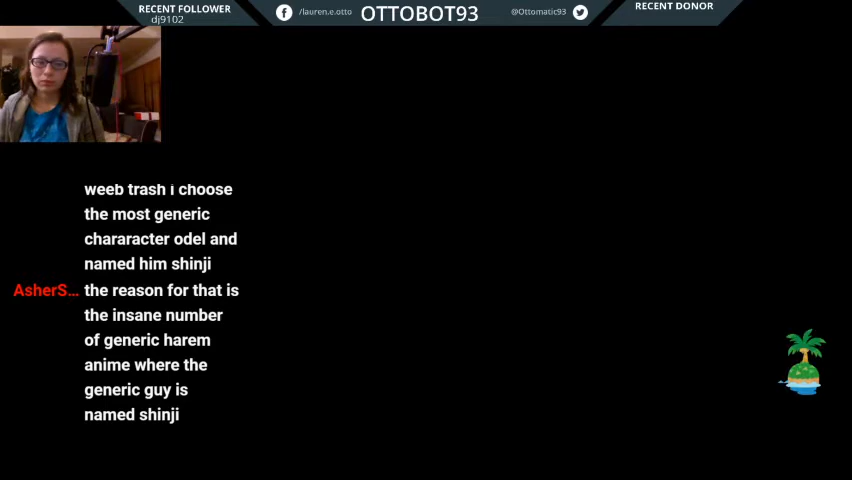 RECENT FOLLOWER
dj9102
/lauren.e.otto
OTTOBOT93
@Ottomatic93
RECENT DONOR
weeb trash i choose
the most generic
chararacter odel and
named him shinji
AsherS... the reason for that is
the insane number
of generic harem
anime where the
generic guy is
named shinji